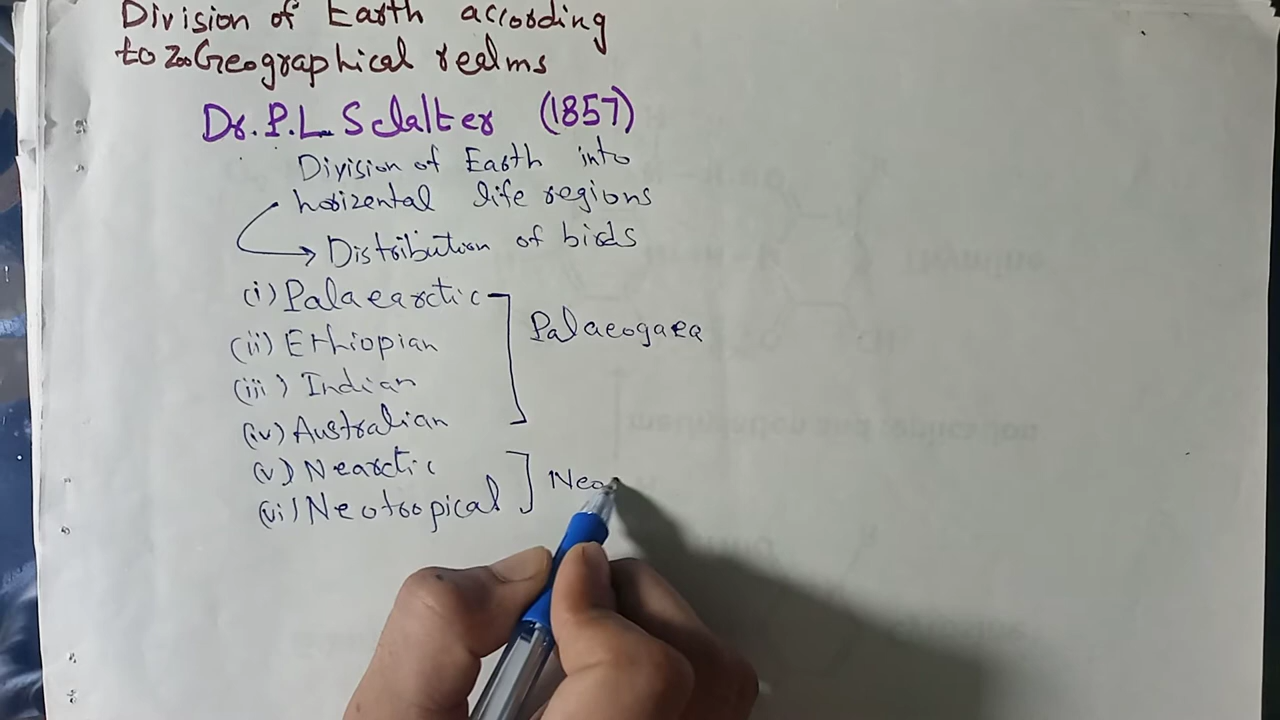 Division of Earth according
to ZooGeographical realms
Dr. P.L Sclalter (1857)
Division of Earth into
horizental life regions
Distribution of birds
(i) Palaearctic
Palaeogaea
(ii) Ethiopian
(iii) Indian
(iv) Australian
(v) Nearctic
(vi) Neotropical
Neo